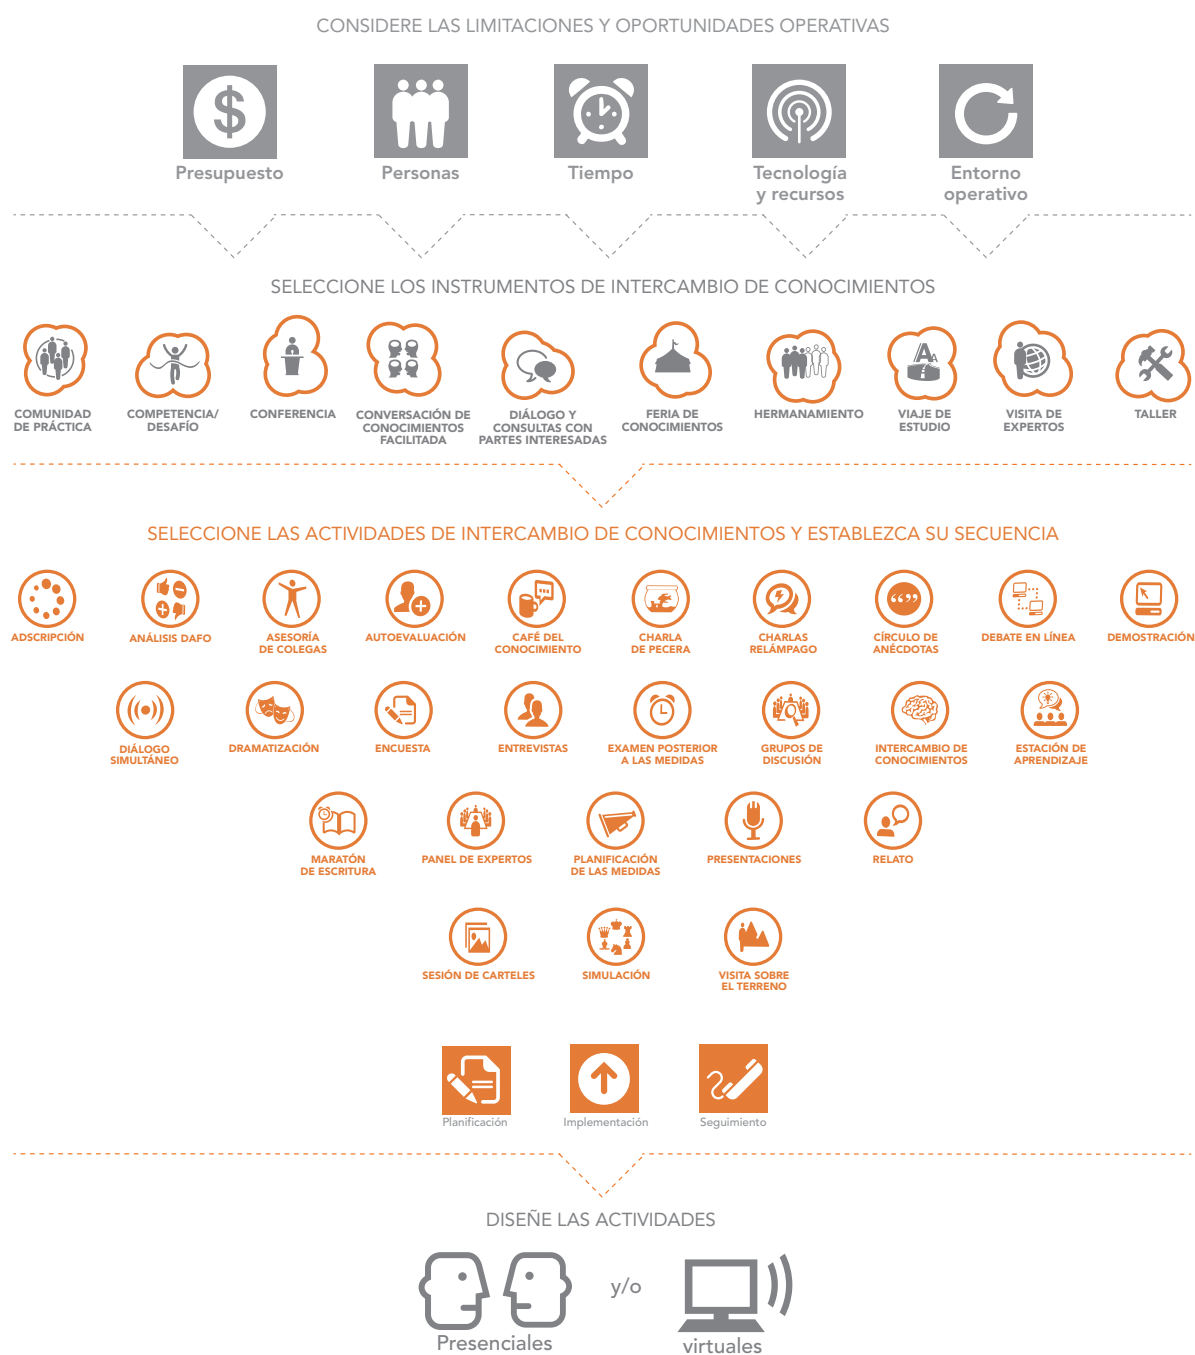 CONSIDERE LAS LIMITACIONES Y OPORTUNIDADES OPERATIVAS
$
Presupuesto
Personas
Tiempo
Tecnología
y recursos
Entorno
operativo
SELECCIONE LOS INSTRUMENTOS DE INTERCAMBIO DE CONOCIMIENTOS
COMUNIDAD
DE PRÁCTICA
COMPETENCIA/
DESAFÍO
CONFERENCIA
CONVERSACIÓN DE
CONOCIMIENTOS
FACILITADA
DIÁLOGO Y
CONSULTAS CON
PARTES INTERESADAS
FERIA DE
CONOCIMIENTOS
HERMANAMIENTO
VIAJE DE
ESTUDIO
VISITA DE
EXPERTOS
TALLER
SELECCIONE LAS ACTIVIDADES DE INTERCAMBIO DE CONOCIMIENTOS Y ESTABLEZCA SU SECUENCIA
ADSCRIPCIÓN
ANÁLISIS DAFO
ASESORÍA
DE COLEGAS
AUTOEVALUACIÓN
CAFÉ DEL
CONOCIMIENTO
CHARLA
DE PECERA
CHARLAS
RELÁMPAGO
CÍRCULO DE
ANÉCDOTAS
DEBATE EN LÍNEA
DEMOSTRACIÓN
DIÁLOGO
SIMULTÁNEO
DRAMATIZACIÓN
ENCUESTA
ENTREVISTAS
EXAMEN POSTERIOR
A LAS MEDIDAS
GRUPOS DE
DISCUSIÓN
INTERCAMBIO DE
CONOCIMIENTOS
ESTACIÓN DE
APRENDIZAJE
MARATÓN
DE ESCRITURA
PANEL DE EXPERTOS
PLANIFICACIÓN
DE LAS MEDIDAS
PRESENTACIONES
RELATO
SESIÓN DE CARTELES
SIMULACIÓN
VISITA SOBRE
EL TERRENO
Planificación
Implementación
Seguimiento
DISEÑE LAS ACTIVIDADES
Presenciales
y/o
virtuales